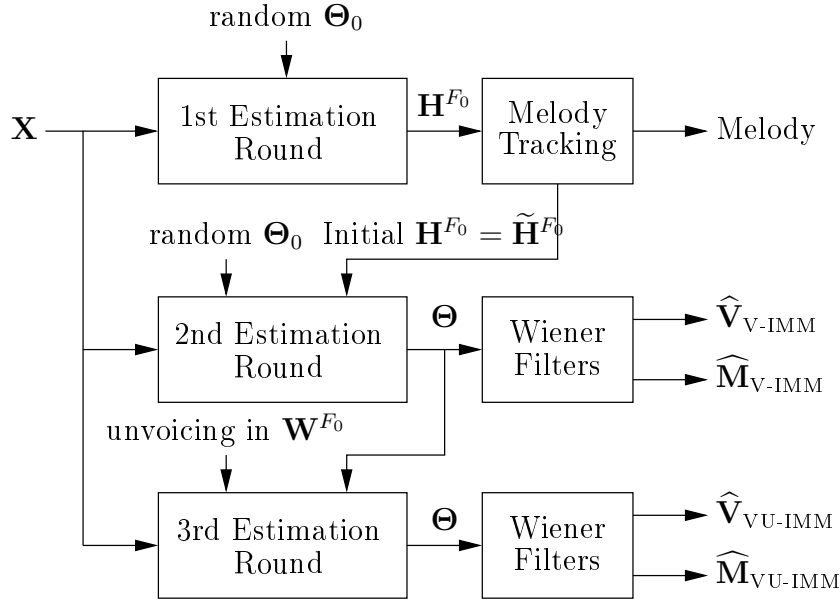 random Θ₀
X
1st Estimation
Round
H^{F₀}
Melody
Tracking
Melody
random Θ₀
Initial H^{F₀} = H̃^{F₀}
2nd Estimation
Round
Θ
Wiener
Filters
V̂_{V-IMM}
M̂_{V-IMM}
unvoicing in W^{F₀}
3rd Estimation
Round
Θ
Wiener
Filters
V̂_{VU-IMM}
M̂_{VU-IMM}